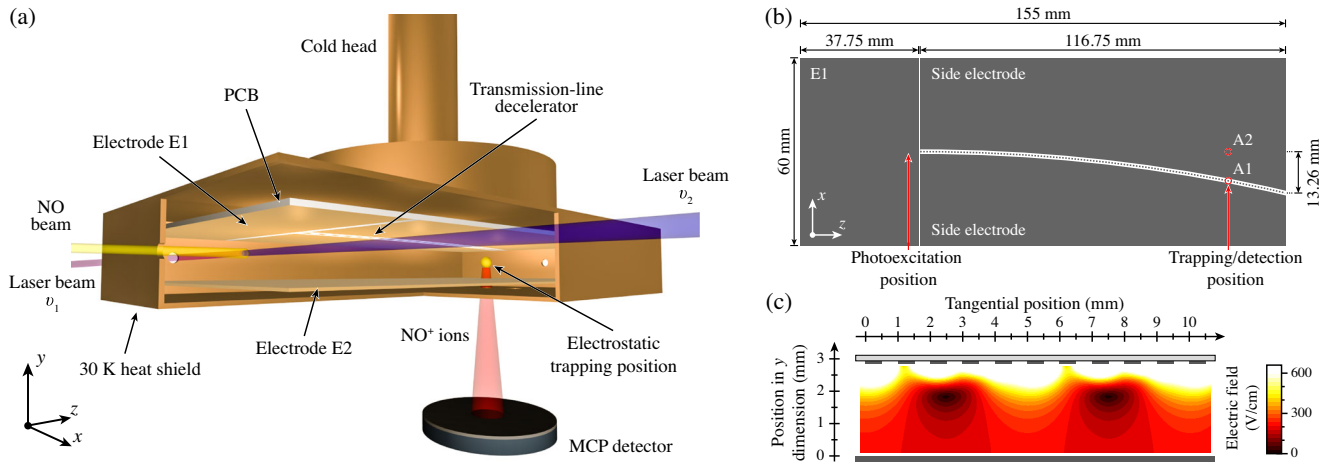 (a)
Cold head
Transmission-line
decelerator
PCB
Electrode E1
Laser beam
υ2
NO
beam
Laser beam
υ1
Electrode E2
NO+ ions
Electrostatic
trapping position
30 K heat shield
MCP detector
y
z
x
(b)
155 mm
37.75 mm
116.75 mm
E1
Side electrode
60 mm
A2
A1
13.26 mm
x
z
Side electrode
Photoexcitation
position
Trapping/detection
position
(c)
Tangential position (mm)
0 1 2 3 4 5 6 7 8 9 10
Position in y
dimension (mm)
3
2
1
0
Electric field
(V/cm)
600
300
0